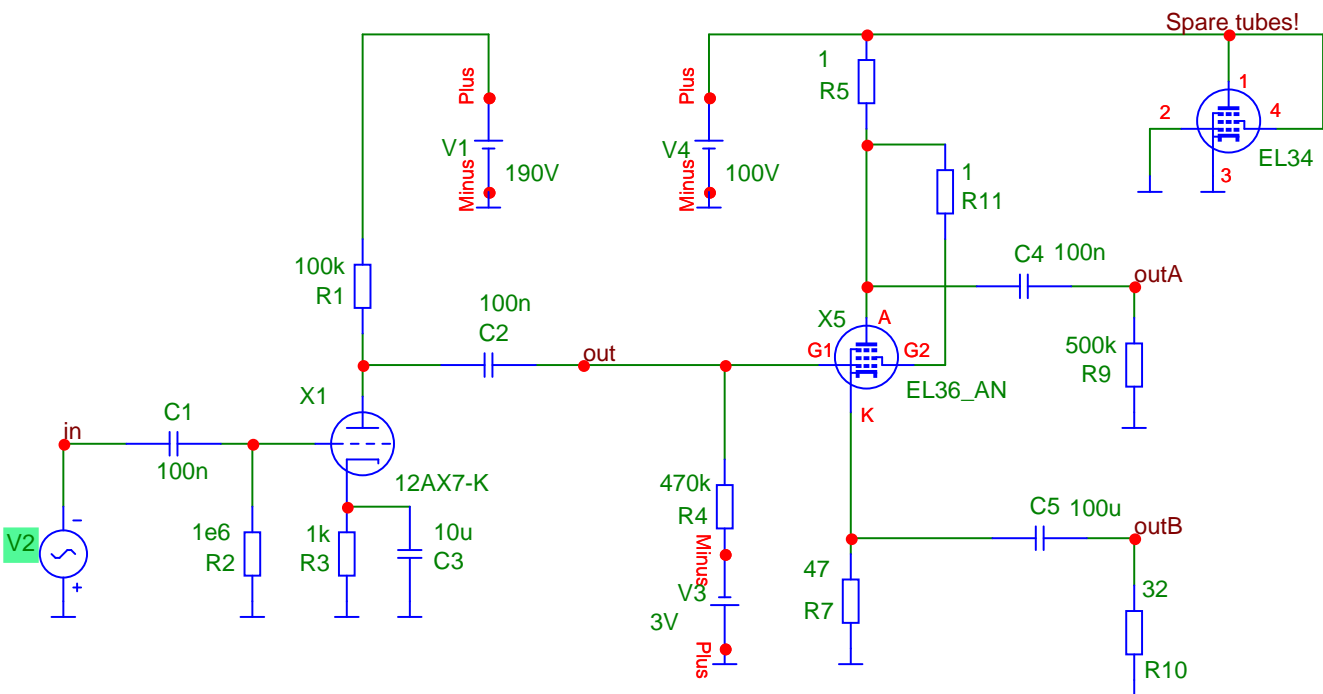 Spare tubes!
1
R5
Plus
V1
190V
Minus
Plus
V4
100V
Minus
1
2
4
3
EL34
1
R11
100k
R1
100n
C2
out
C4 100n
outA
X5
A
G1
G2
EL36_AN
K
500k
R9
in
C1
100n
X1
12AX7-K
V2
-
+
1e6
R2
1k
R3
10u
C3
470k
R4
Minus
V3
3V
Plus
47
R7
C5 100u
outB
32
R10